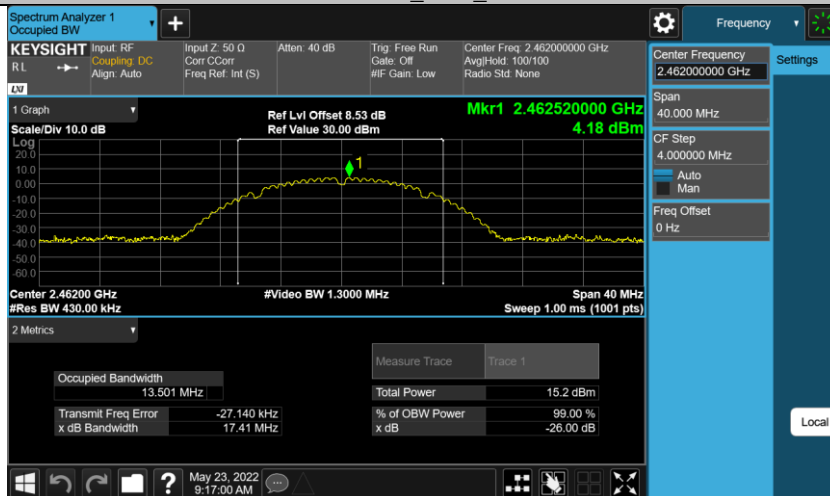 Spectrum Analyzer 1
Occupied BW
+
Frequency
KEYSIGHT
RL
LXI
Input: RF
Coupling: DC
Align: Auto
Input Z: 50 Ω
Corr CCorr
Freq Ref: Int (S)
Atten: 40 dB
Trig: Free Run
Gate: Off
#IF Gain: Low
Center Freq: 2.462000000 GHz
Avg|Hold: 100/100
Radio Std: None
Center Frequency
2.462000000 GHz
Settings
Span
40.000 MHz
CF Step
4.000000 MHz
Auto
Man
Freq Offset
0 Hz
1 Graph
Scale/Div 10.0 dB
Ref Lvl Offset 8.53 dB
Ref Value 30.00 dBm
Mkr1 2.462520000 GHz
4.18 dBm
Log
20.0
10.0
0.00
-10.0
-20.0
-30.0
-40.0
-50.0
-60.0
1
Center 2.46200 GHz
#Res BW 430.00 kHz
#Video BW 1.3000 MHz
Span 40 MHz
Sweep 1.00 ms (1001 pts)
2 Metrics
Measure Trace Trace 1
Occupied Bandwidth
13.501 MHz
Total Power 15.2 dBm
Transmit Freq Error -27.140 kHz
% of OBW Power 99.00 %
x dB Bandwidth 17.41 MHz
x dB -26.00 dB
Local
?
May 23, 2022
9:17:00 AM